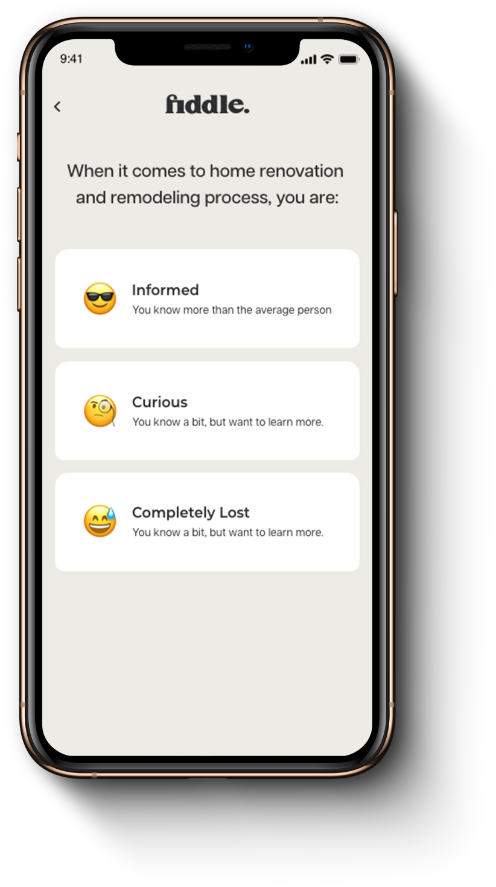 9:41
fiddle.
When it comes to home renovation
and remodeling process, you are:
Informed
You know more than the average person
Curious
You know a bit, but want to learn more.
Completely Lost
You know a bit, but want to learn more.